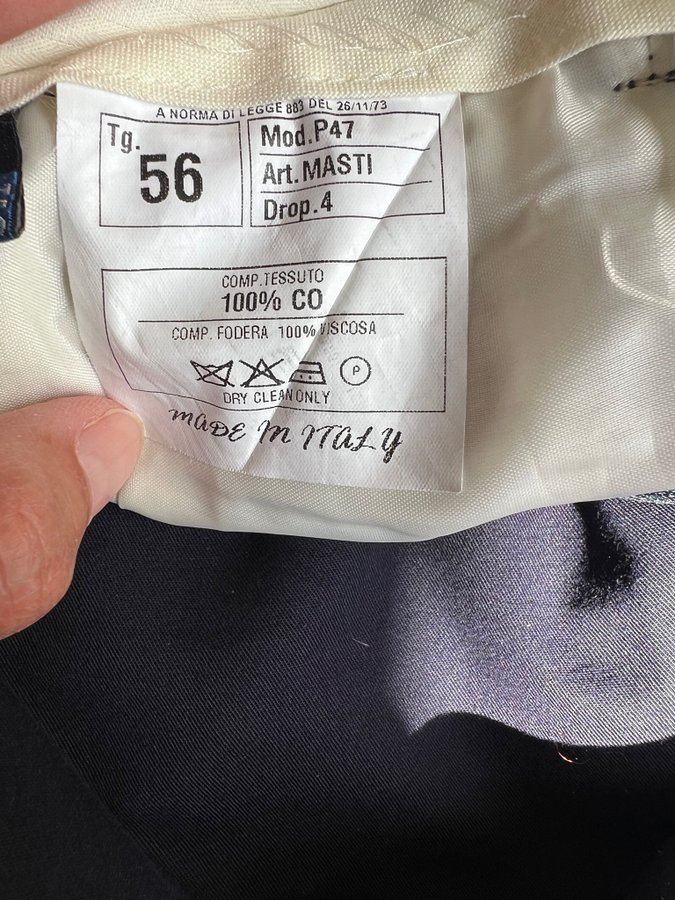 A NORMA DI LEGGE 883 DEL 26/11/73
Tg.
56
Mod.P47
Art.MASTI
Drop.4
COMP.TESSUTO
100% CO
COMP. FODERA 100% VISCOSA
P
DRY CLEAN ONLY
MADE IN ITALY